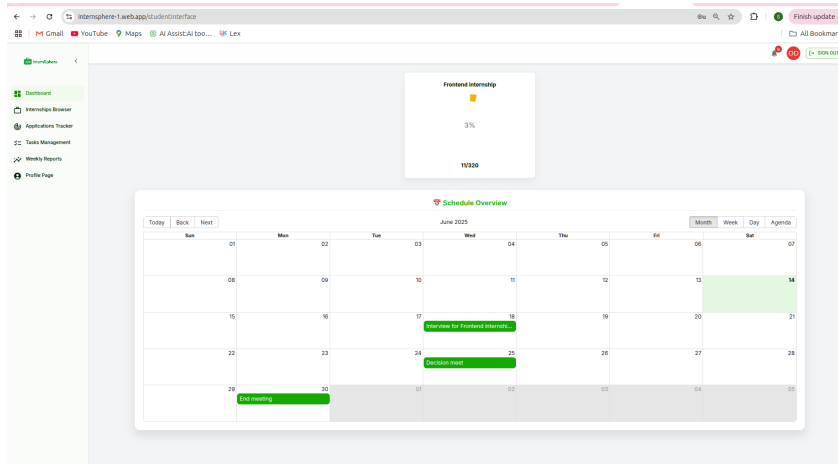 internsphere-1.web.app/studentInterface
Finish update
M Gmail YouTube Maps AI Assist:AI too... Lex
All Bookmar
InternSphere
OD SIGN OUT
Dashboard
Internships Browser
Applications Tracker
Tasks Management
Weekly Reports
Profile Page
Frontend internship
3%
11/320
Schedule Overview
Today Back Next
June 2025
Month Week Day Agenda
Sun Mon Tue Wed Thu Fri Sat
01 02 03 04 05 06 07
08 09 10 11 12 13 14
15 16 17 18 19 20 21
Interview for Frontend internshi...
22 23 24 25 26 27 28
Decision meet
29 30 01 02 03 04 05
End meeting